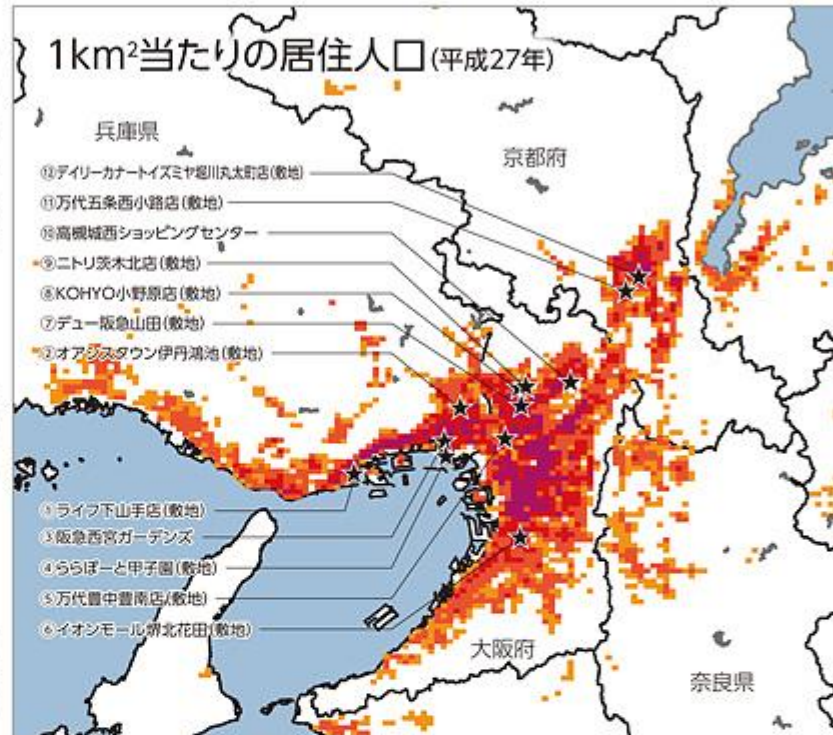 1km²当たりの居住人口(平成27年)
兵庫県
京都府
⑫デイリーカナートイズミヤ堀川丸太町店(敷地)
⑪万代五条西小路店(敷地)
⑩高槻城西ショッピングセンター
⑨ニトリ茨木北店(敷地)
⑧KOHYO小野原店(敷地)
⑦デュー阪急山田(敷地)
②オアシスタウン伊丹鴻池(敷地)
①ライフ下山手店(敷地)
③阪急西宮ガーデンズ
④ららぽーと甲子園(敷地)
⑤万代豊中豊南店(敷地)
⑥イオンモール堺北花田(敷地)
大阪府
奈良県